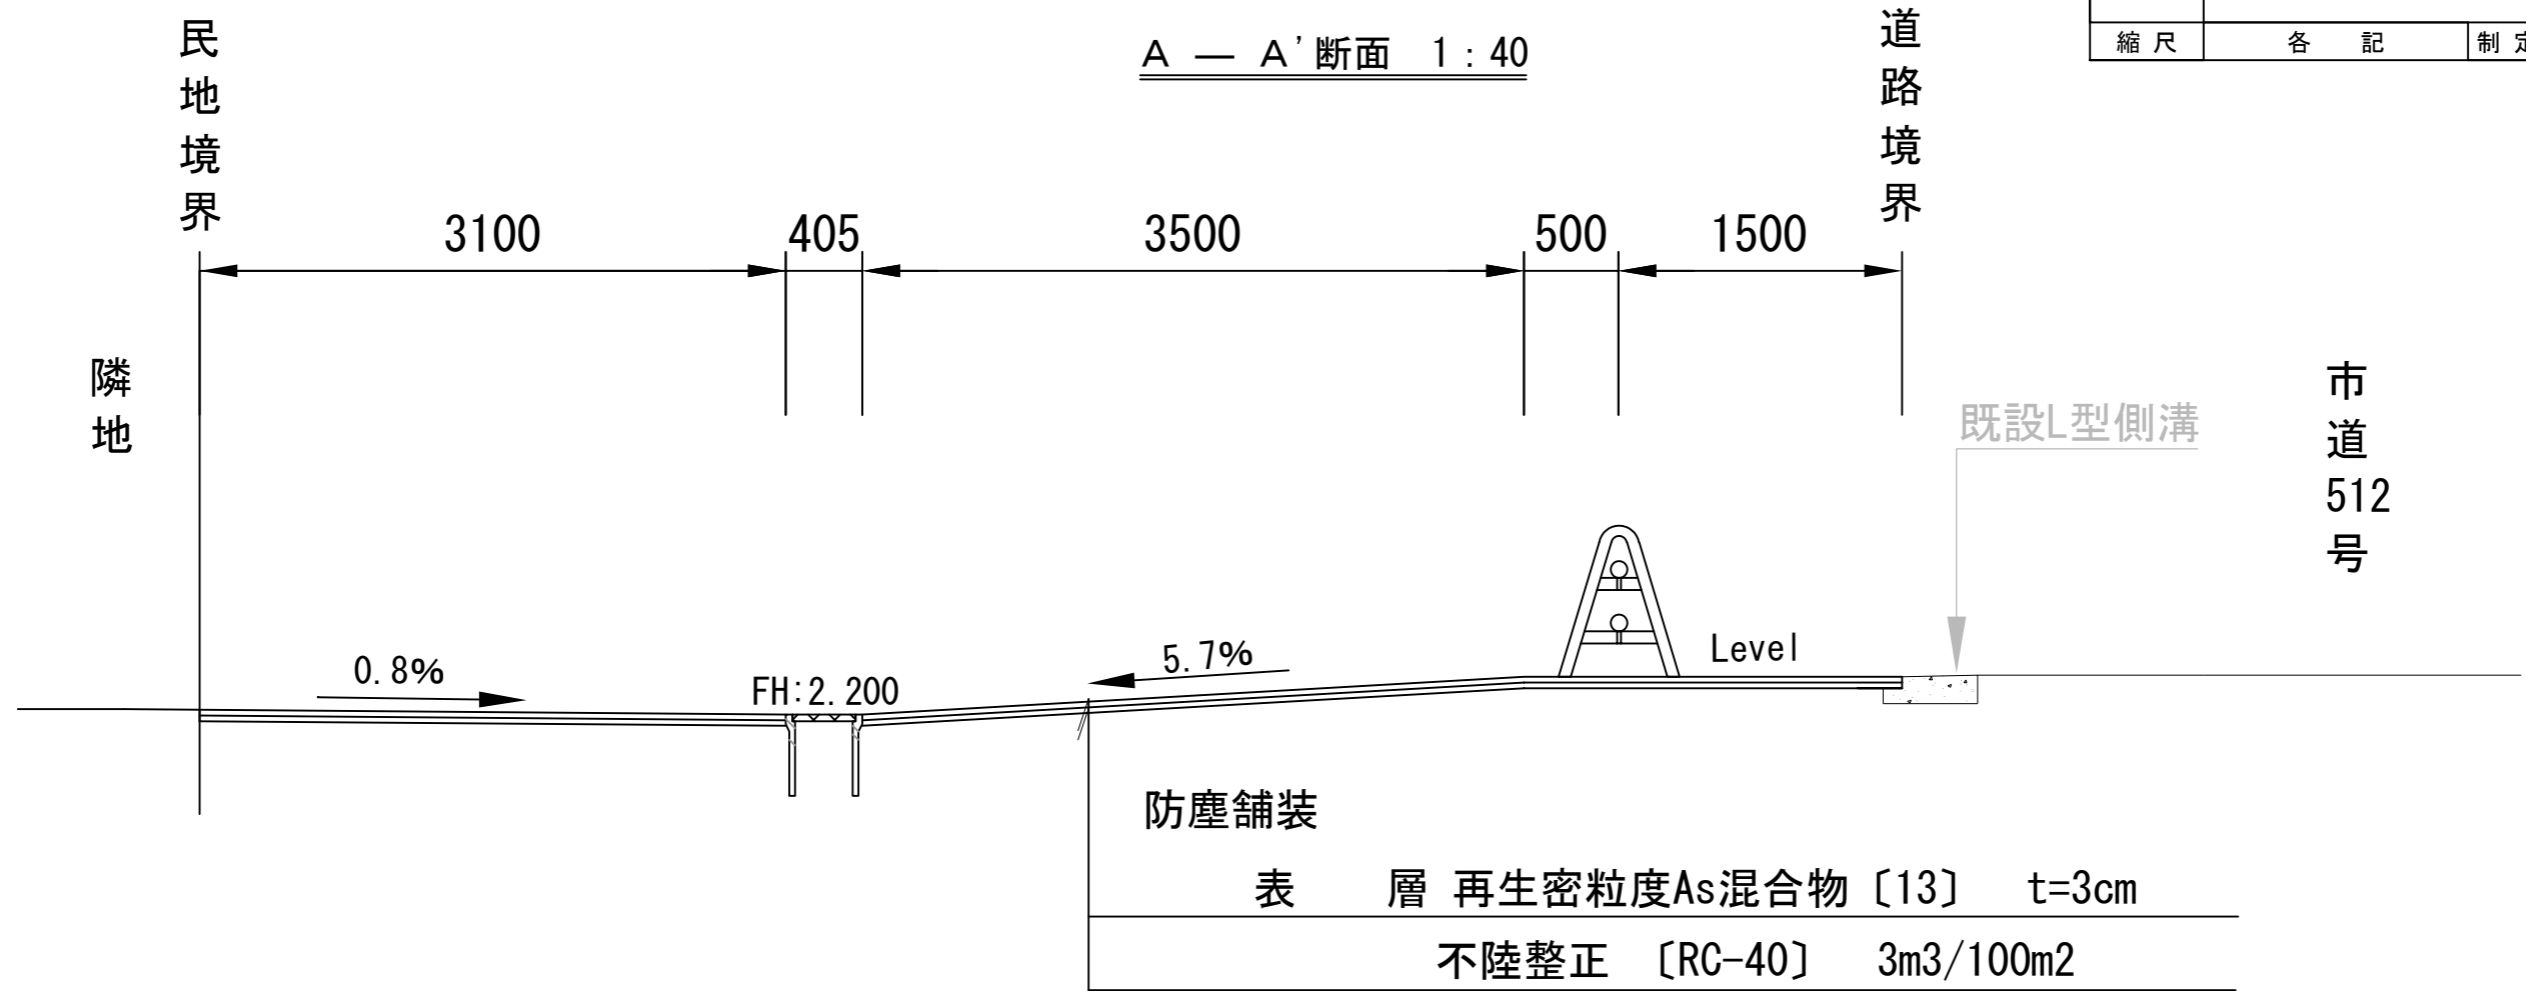 A — A'断面　1:40
縮尺　各　記　制定
民地境界
道路境界
3100　405　3500　500　1500
隣地
既設L型側溝
市道512号
0.8%
FH:2.200
5.7%
Level
防塵舗装
表　　層 再生密粒度As混合物〔13〕　t=3cm
不陸整正　〔RC-40〕　3m3/100m2